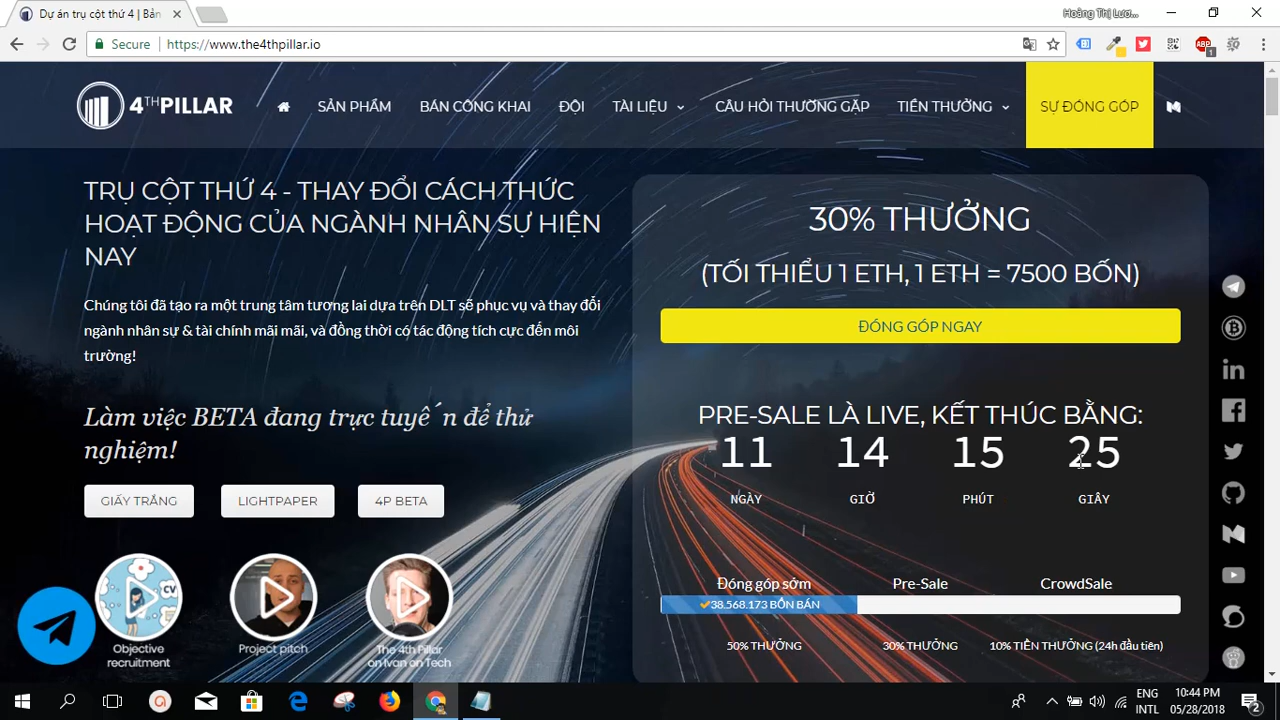 Dự án trụ cột thứ 4 | Bản
Hoàng Thị Lươ...
Secure
https://www.the4thpillar.io
4THPILLAR
SẢN PHẨM
BÁN CÔNG KHAI
ĐỘI
TÀI LIỆU
CÂU HỎI THƯỜNG GẶP
TIỀN THƯỞNG
SỰ ĐÓNG GÓP
TRỤ CỘT THỨ 4 - THAY ĐỔI CÁCH THỨC
HOẠT ĐỘNG CỦA NGÀNH NHÂN SỰ HIỆN
NAY
Chúng tôi đã tạo ra một trung tâm tương lai dựa trên DLT sẽ phục vụ và thay đổi
ngành nhân sự & tài chính mãi mãi, và đồng thời có tác động tích cực đến môi
trường!
Làm việc BETA đang trực tuyến để thử
nghiệm!
GIẤY TRẮNG
LIGHTPAPER
4P BETA
CV
Objective
recruitment
Project pitch
The 4th Pillar
on Ivan on Tech
30% THƯỞNG
(TỐI THIỂU 1 ETH, 1 ETH = 7500 BỐN)
ĐÓNG GÓP NGAY
PRE-SALE LÀ LIVE, KẾT THÚC BẰNG:
11 14 15 25
NGÀY GIỜ PHÚT GIÂY
Đóng góp sớm
Pre-Sale
CrowdSale
38.568.173 BỐN BÁN
50% THƯỞNG
30% THƯỞNG
10% TIỀN THƯỞNG (24h đầu tiên)
ABP
1
ENG
INTL
10:44 PM
05/28/2018
2